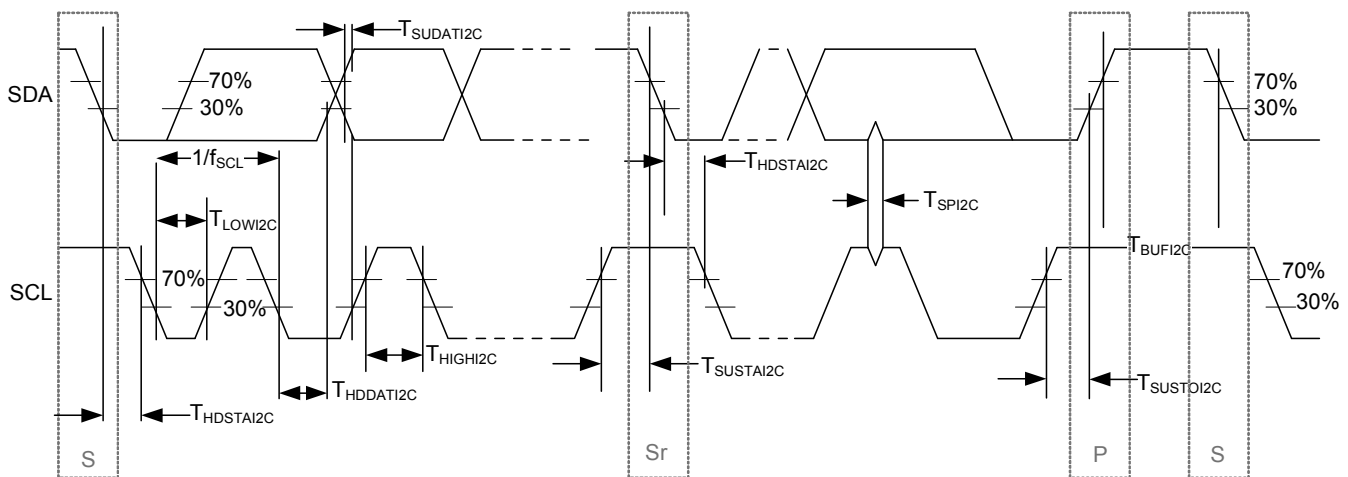 T_SUDATI2C
SDA
70%
30%
70%
30%
1/f_SCL
T_HDSTAI2C
T_LOWI2C
T_SPI2C
T_BUFI2C
SCL
70%
30%
70%
30%
T_HIGHI2C
T_HDDATI2C
T_SUSTAI2C
T_SUSTOI2C
T_HDSTAI2C
S
Sr
P
S